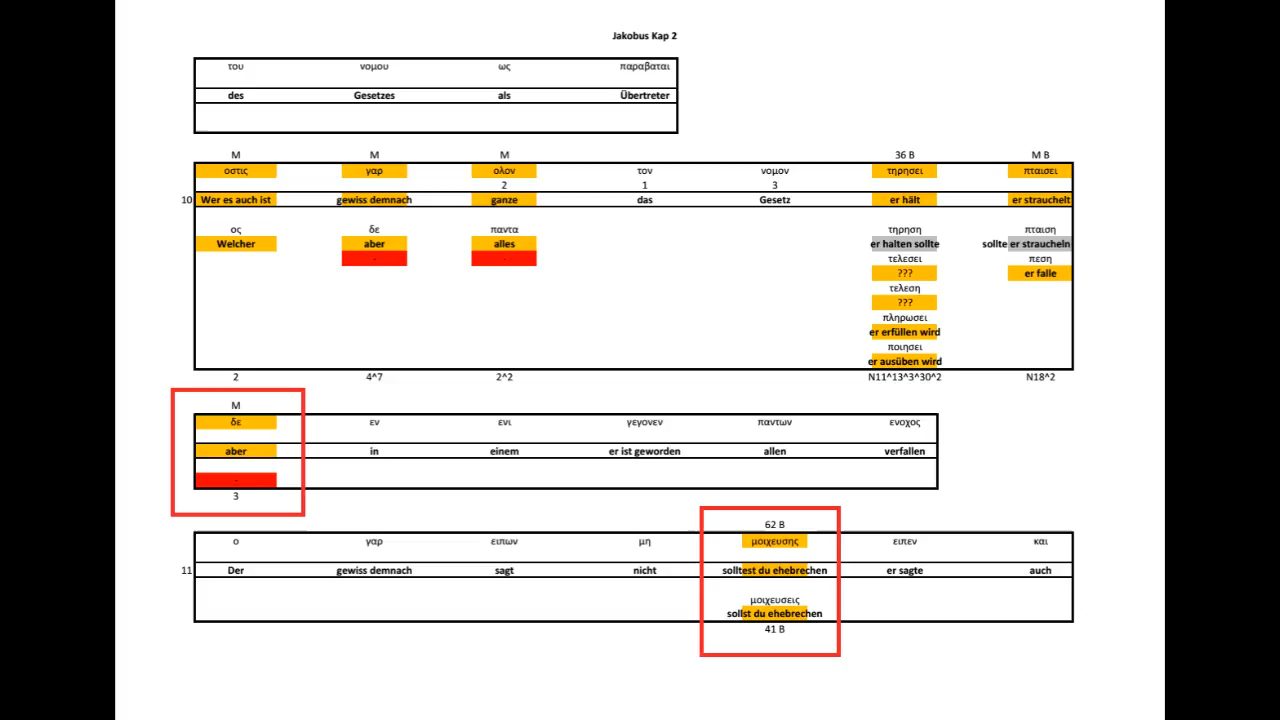 Jakobus Kap 2
του νομου ως παραβαται
des Gesetzes als Übertreter
M M M 36 B M B
οστις γαρ ολον τον νομον τηρησει πταισει
2 1 3
10 Wer es auch ist gewiss demnach ganze das Gesetz er hält er strauchelt
ος δε παντα τηρηση πταιση
Welcher aber alles er halten sollte sollte er straucheln
- - τελεσει πεση
??? er falle
τελεση
???
πληρωσει
er erfüllen wird
ποιησει
er ausüben wird
2 4^7 2^2 N11^13^3^30^2 N18^2
M
δε εν ενι γεγονεν παντων ενοχος
aber in einem er ist geworden allen verfallen
-
3
62 B
ο γαρ ειπων μη μοιχευσης ειπεν και
11 Der gewiss demnach sagt nicht solltest du ehebrechen er sagte auch
μοιχευσεις
sollst du ehebrechen
41 B